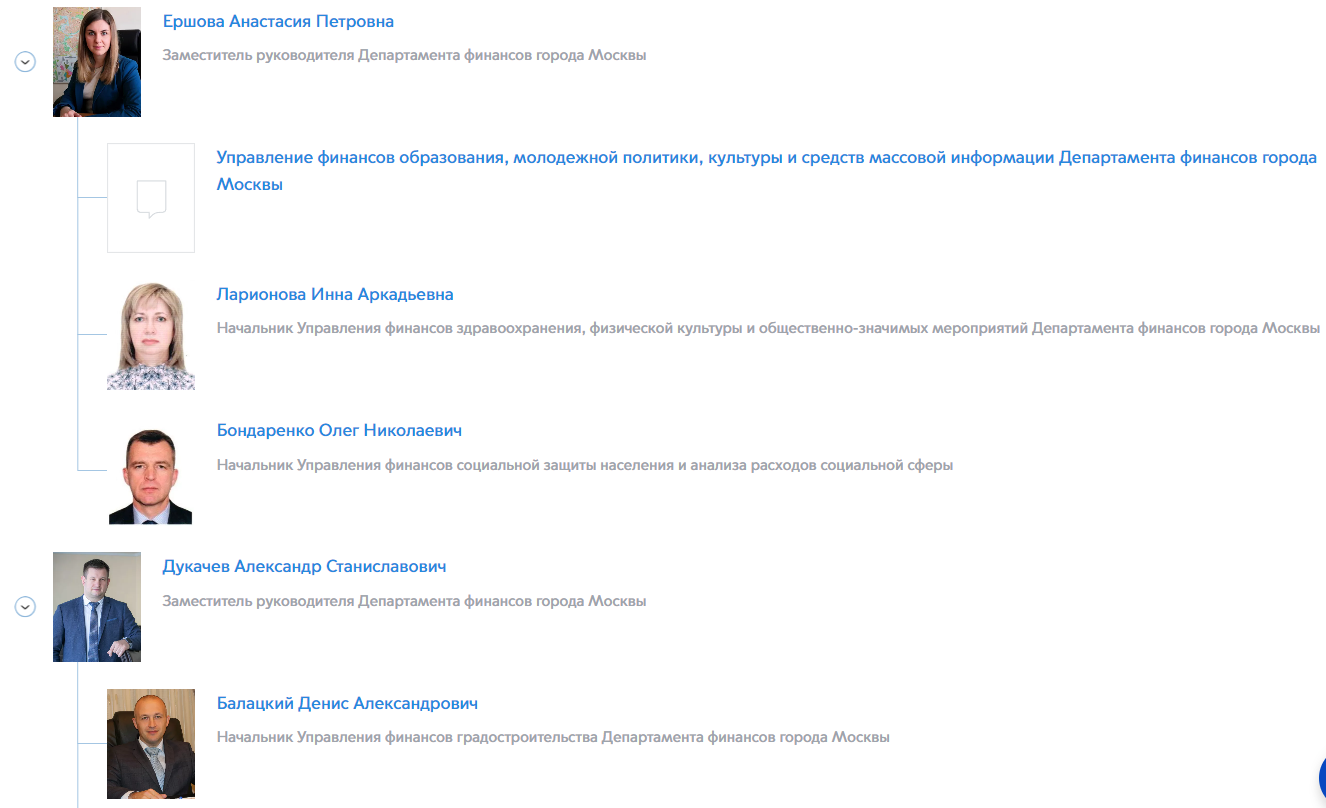 Ершова Анастасия Петровна
Заместитель руководителя Департамента финансов города Москвы
Управление финансов образования, молодежной политики, культуры и средств массовой информации Департамента финансов города
Москвы
Ларионова Инна Аркадьевна
Начальник Управления финансов здравоохранения, физической культуры и общественно-значимых мероприятий Департамента финансов города Москвы
Бондаренко Олег Николаевич
Начальник Управления финансов социальной защиты населения и анализа расходов социальной сферы
Дукачев Александр Станиславович
Заместитель руководителя Департамента финансов города Москвы
Балацкий Денис Александрович
Начальник Управления финансов градостроительства Департамента финансов города Москвы